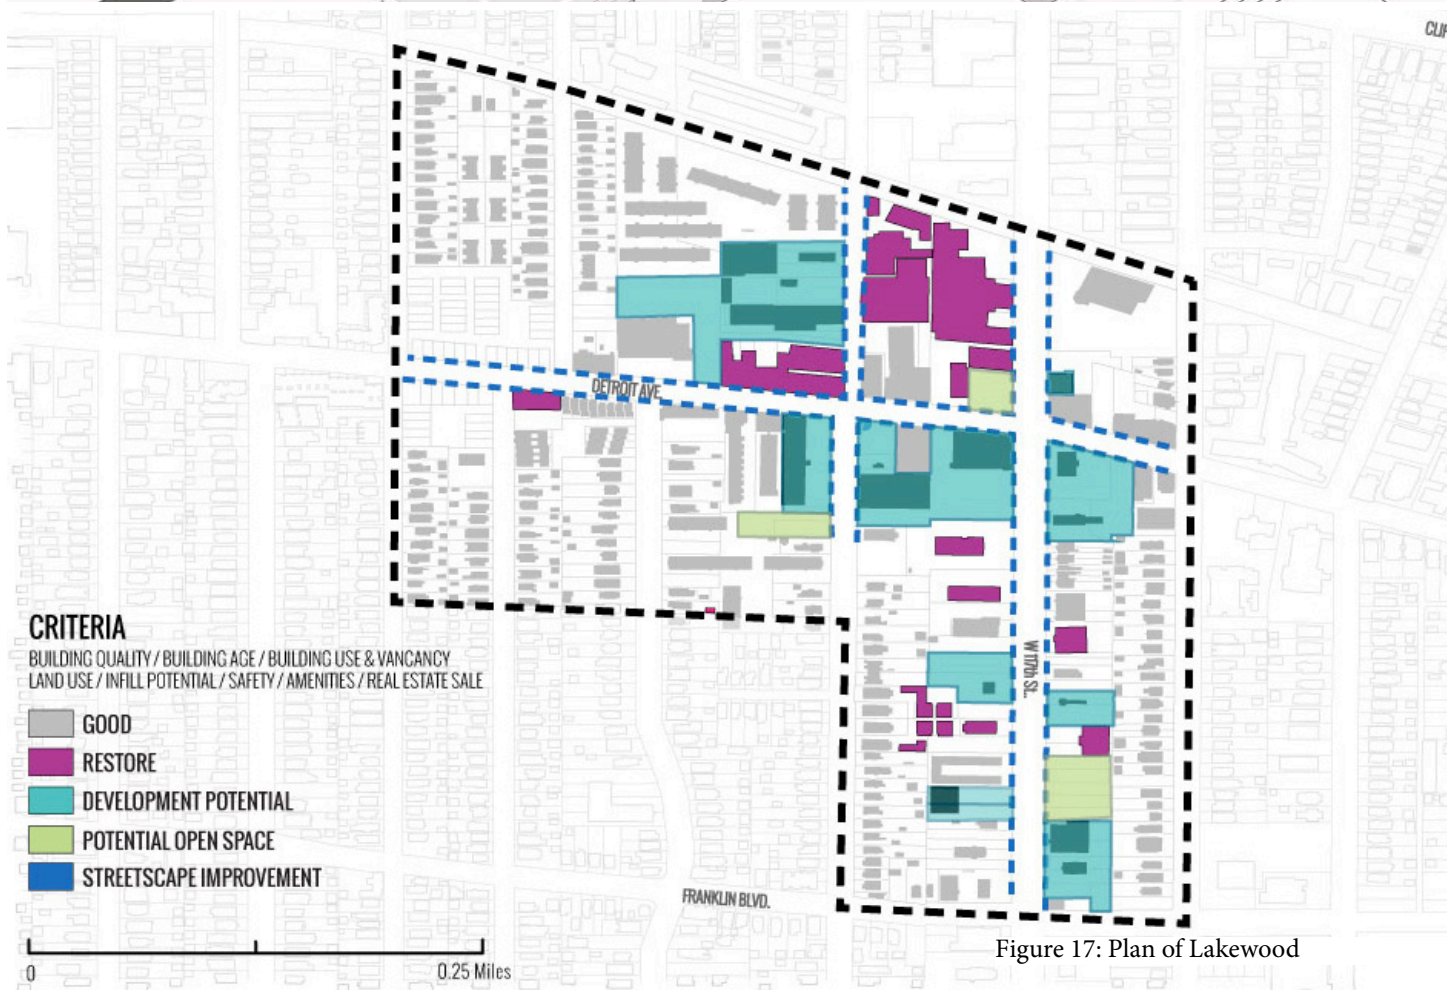 DETROIT AVE.
W 117th ST.
CRITERIA
BUILDING QUALITY / BUILDING AGE / BUILDING USE & VANCANCY
LAND USE / INFILL POTENTIAL / SAFETY / AMENITIES / REAL ESTATE SALE
GOOD
RESTORE
DEVELOPMENT POTENTIAL
POTENTIAL OPEN SPACE
STREETSCAPE IMPROVEMENT
FRANKLIN BLVD.
0
0.25 Miles
Figure 17: Plan of Lakewood